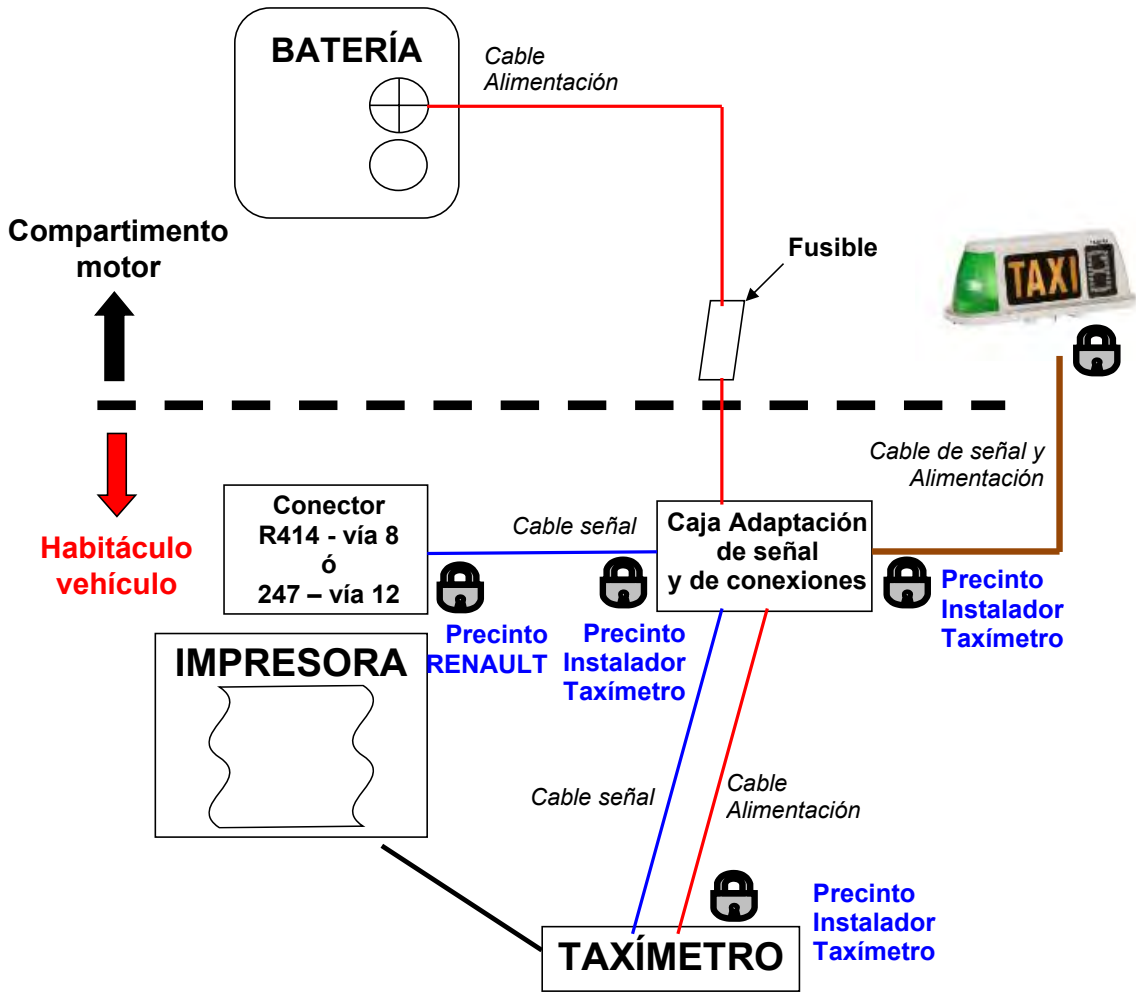 BATERÍA
Cable
Alimentación
Compartimento
motor
Fusible
TAXI
Cable de señal y
Alimentación
Habitáculo
vehículo
Conector
R414 - vía 8
ó
247 – vía 12
Cable señal
Caja Adaptación
de señal
y de conexiones
Precinto
RENAULT
Precinto
Instalador
Taxímetro
Precinto
Instalador
Taxímetro
IMPRESORA
Cable señal
Cable
Alimentación
Precinto
Instalador
Taxímetro
TAXÍMETRO